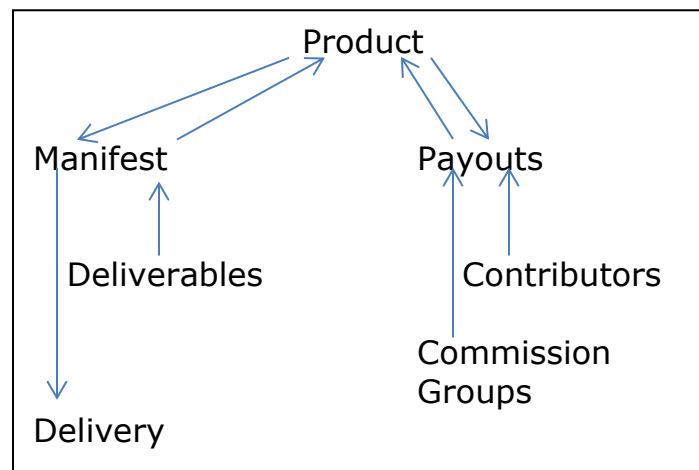 Product
Manifest
Payouts
Deliverables
Contributors
Commission
Groups
Delivery